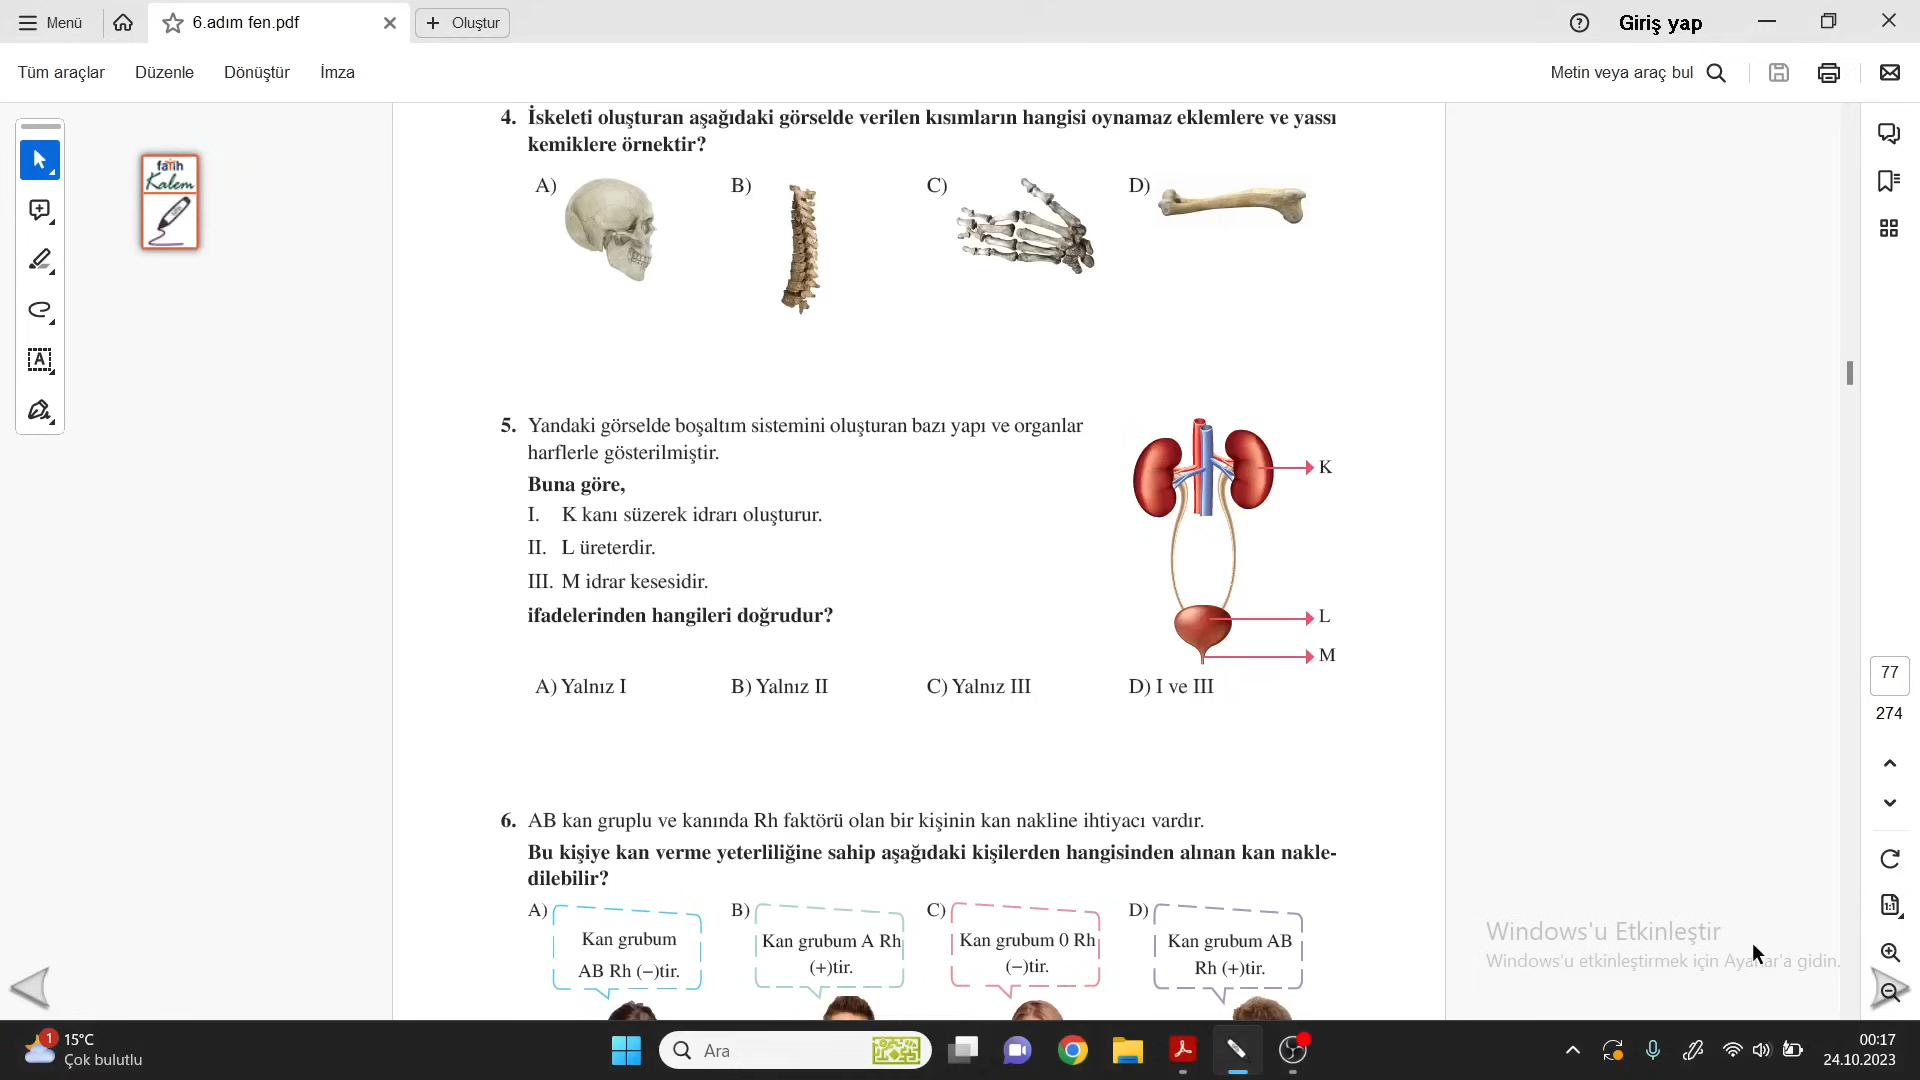 Menü
6.adım fen.pdf
Oluştur
Giriş yap
Tüm araçlar
Düzenle
Dönüştür
İmza
Metin veya araç bul
fatih
Kalem
4. İskeleti oluşturan aşağıdaki görselde verilen kısımların hangisi oynamaz eklemlere ve yassı
kemiklere örnektir?
A)
B)
C)
D)
5. Yandaki görselde boşaltım sistemini oluşturan bazı yapı ve organlar
harflerle gösterilmiştir.
Buna göre,
I. K kanı süzerek idrarı oluşturur.
II. L üreterdir.
III. M idrar kesesidir.
ifadelerinden hangileri doğrudur?
K
L
M
A) Yalnız I
B) Yalnız II
C) Yalnız III
D) I ve III
6. AB kan gruplu ve kanında Rh faktörü olan bir kişinin kan nakline ihtiyacı vardır.
Bu kişiye kan verme yeterliliğine sahip aşağıdaki kişilerden hangisinden alınan kan nakle-
dilebilir?
A)
Kan grubum
AB Rh (−)tir.
B)
Kan grubum A Rh
(+)tir.
C)
Kan grubum 0 Rh
(−)tir.
D)
Kan grubum AB
Rh (+)tir.
77
274
1:1
Windows'u Etkinleştir
Windows'u etkinleştirmek için Ayarlar'a gidin.
1
15°C
Çok bulutlu
Ara
00:17
24.10.2023